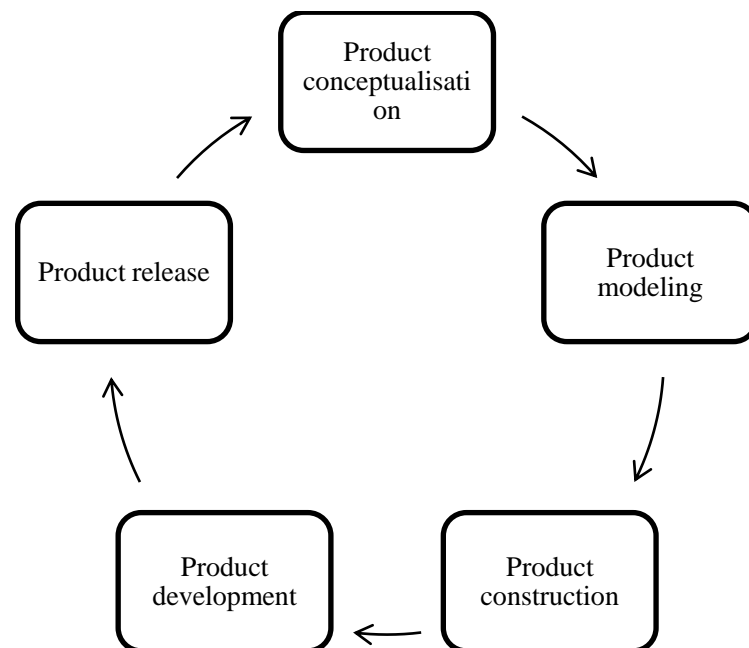 Product
conceptualisati
on
Product
modeling
Product
construction
Product
development
Product release